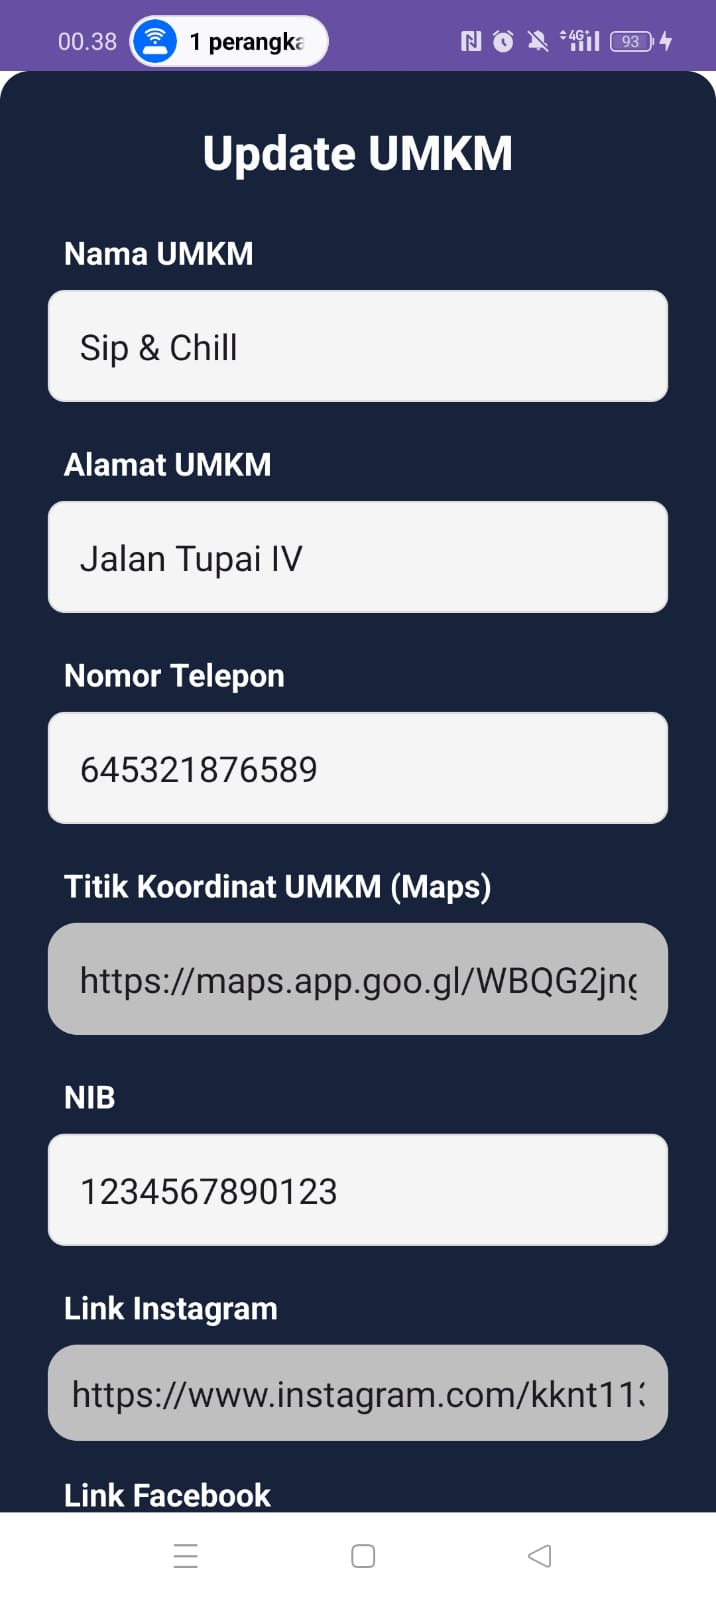 00.38
1 perangka
4G+
93
Update UMKM
Nama UMKM
Sip & Chill
Alamat UMKM
Jalan Tupai IV
Nomor Telepon
645321876589
Titik Koordinat UMKM (Maps)
https://maps.app.goo.gl/WBQG2jn
NIB
1234567890123
Link Instagram
https://www.instagram.com/kknt11
Link Facebook